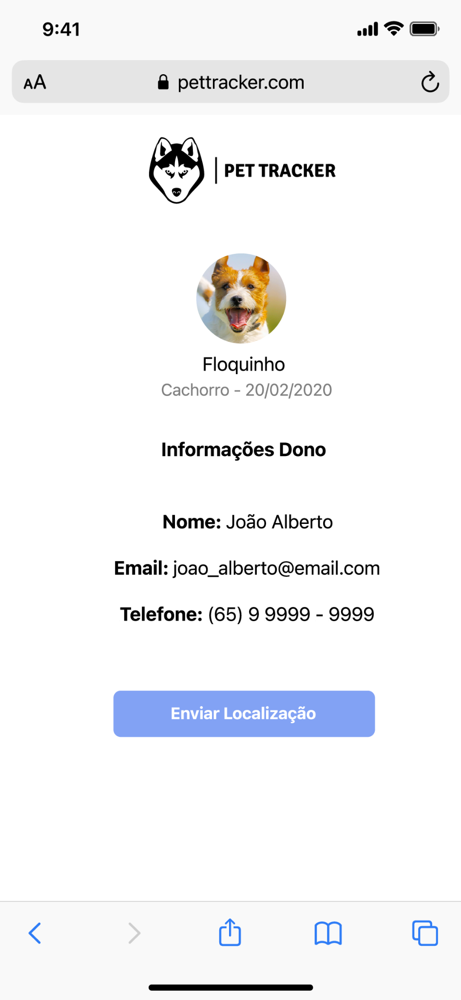 9:41
AA pettracker.com
PET TRACKER
Floquinho
Cachorro - 20/02/2020
Informações Dono
Nome: João Alberto
Email: joao_alberto@email.com
Telefone: (65) 9 9999 - 9999
Enviar Localização